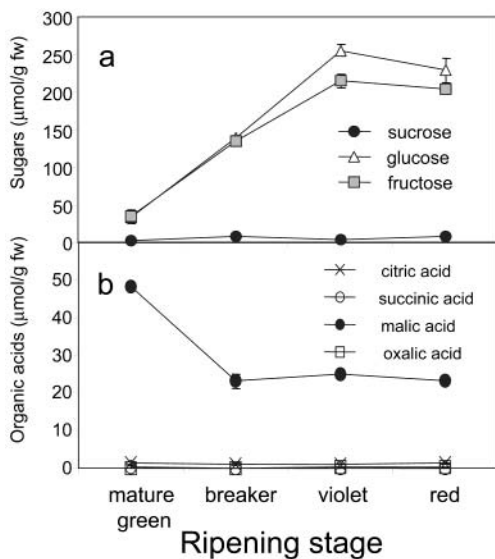 300
250
200
150
100
50
0
Sugars (μmol/g fw)
a
sucrose
glucose
fructose
50
40
30
20
10
0
Organic acids (μmol/g fw)
b
citric acid
succinic acid
malic acid
oxalic acid
mature green
breaker
violet
red
Ripening stage